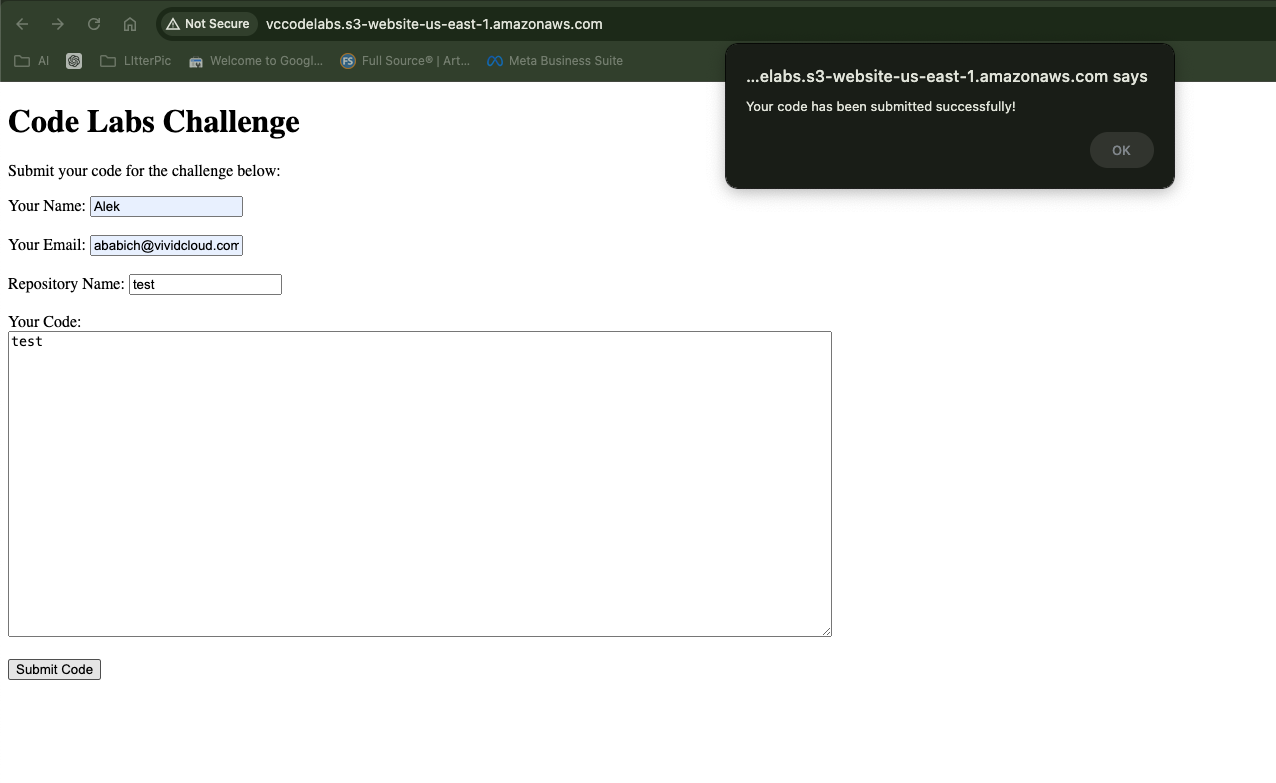 Not Secure vccodelabs.s3-website-us-east-1.amazonaws.com
AI LItterPic Welcome to Googl... Full Source® | Art... Meta Business Suite
...elabs.s3-website-us-east-1.amazonaws.com says
Your code has been submitted successfully!
OK
Code Labs Challenge
Submit your code for the challenge below:
Your Name: Alek
Your Email: ababich@vividcloud.com
Repository Name: test
Your Code:
test
Submit Code